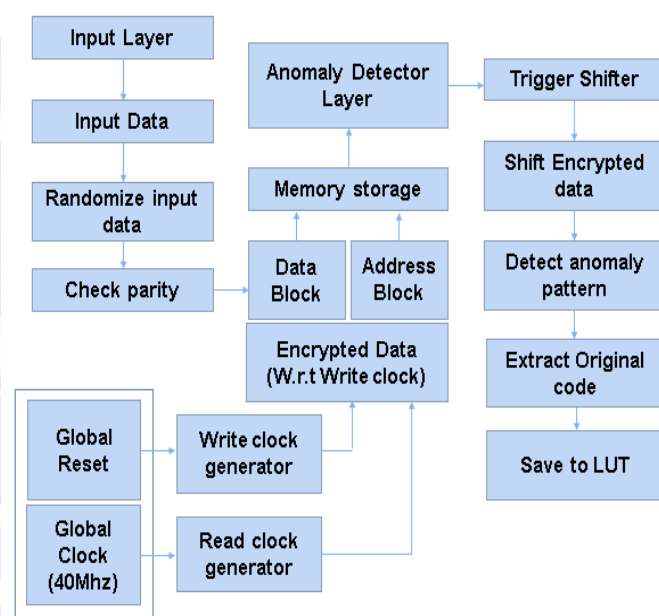 Input Layer
Input Data
Randomize input
data
Check parity
Anomaly Detector
Layer
Memory storage
Data
Block
Address
Block
Encrypted Data
(W.r.t Write clock)
Global
Reset
Write clock
generator
Global
Clock
(40Mhz)
Read clock
generator
Trigger Shifter
Shift Encrypted
data
Detect anomaly
pattern
Extract Original
code
Save to LUT